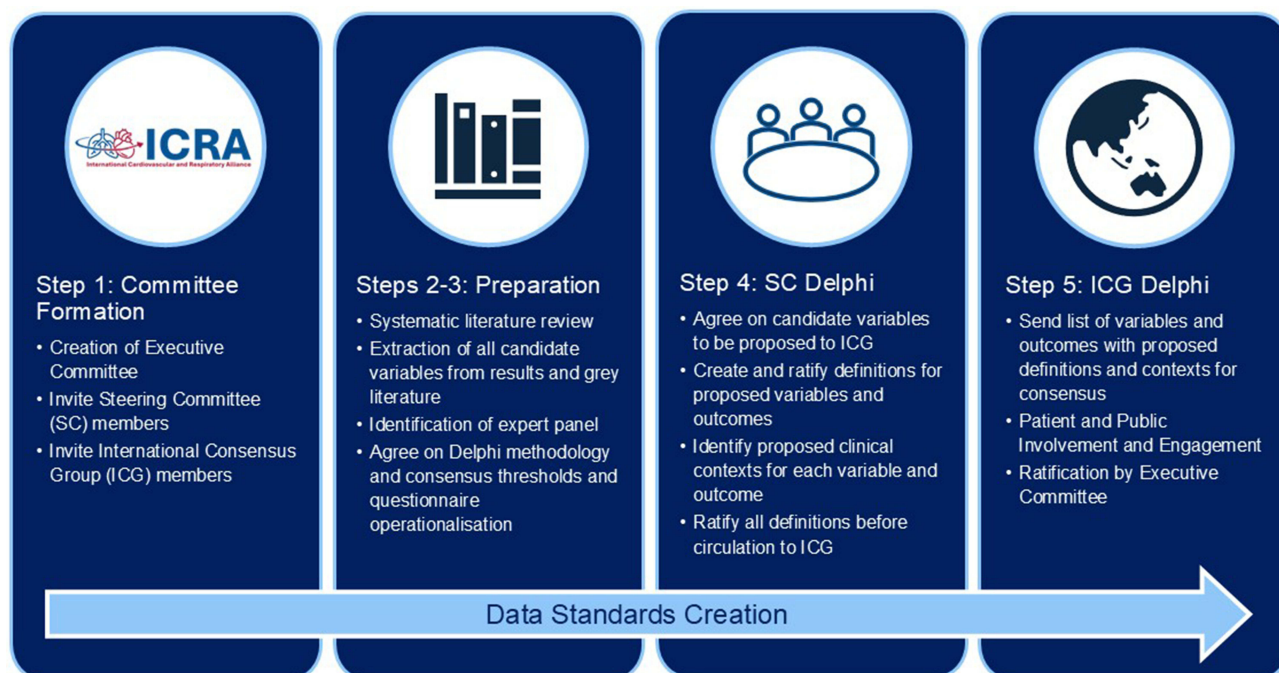 ICRA
International Cardiovascular and Respiratory Alliance
Step 1: Committee
Formation
• Creation of Executive
Committee
• Invite Steering Committee
(SC) members
• Invite International Consensus
Group (ICG) members
Steps 2-3: Preparation
• Systematic literature review
• Extraction of all candidate
variables from results and grey
literature
• Identification of expert panel
• Agree on Delphi methodology
and consensus thresholds and
questionnaire
operationalisation
Step 4: SC Delphi
• Agree on candidate variables
to be proposed to ICG
• Create and ratify definitions for
proposed variables and
outcomes
• Identify proposed clinical
contexts for each variable and
outcome
• Ratify all definitions before
circulation to ICG
Step 5: ICG Delphi
• Send list of variables and
outcomes with proposed
definitions and contexts for
consensus
• Patient and Public
Involvement and Engagement
• Ratification by Executive
Committee
Data Standards Creation